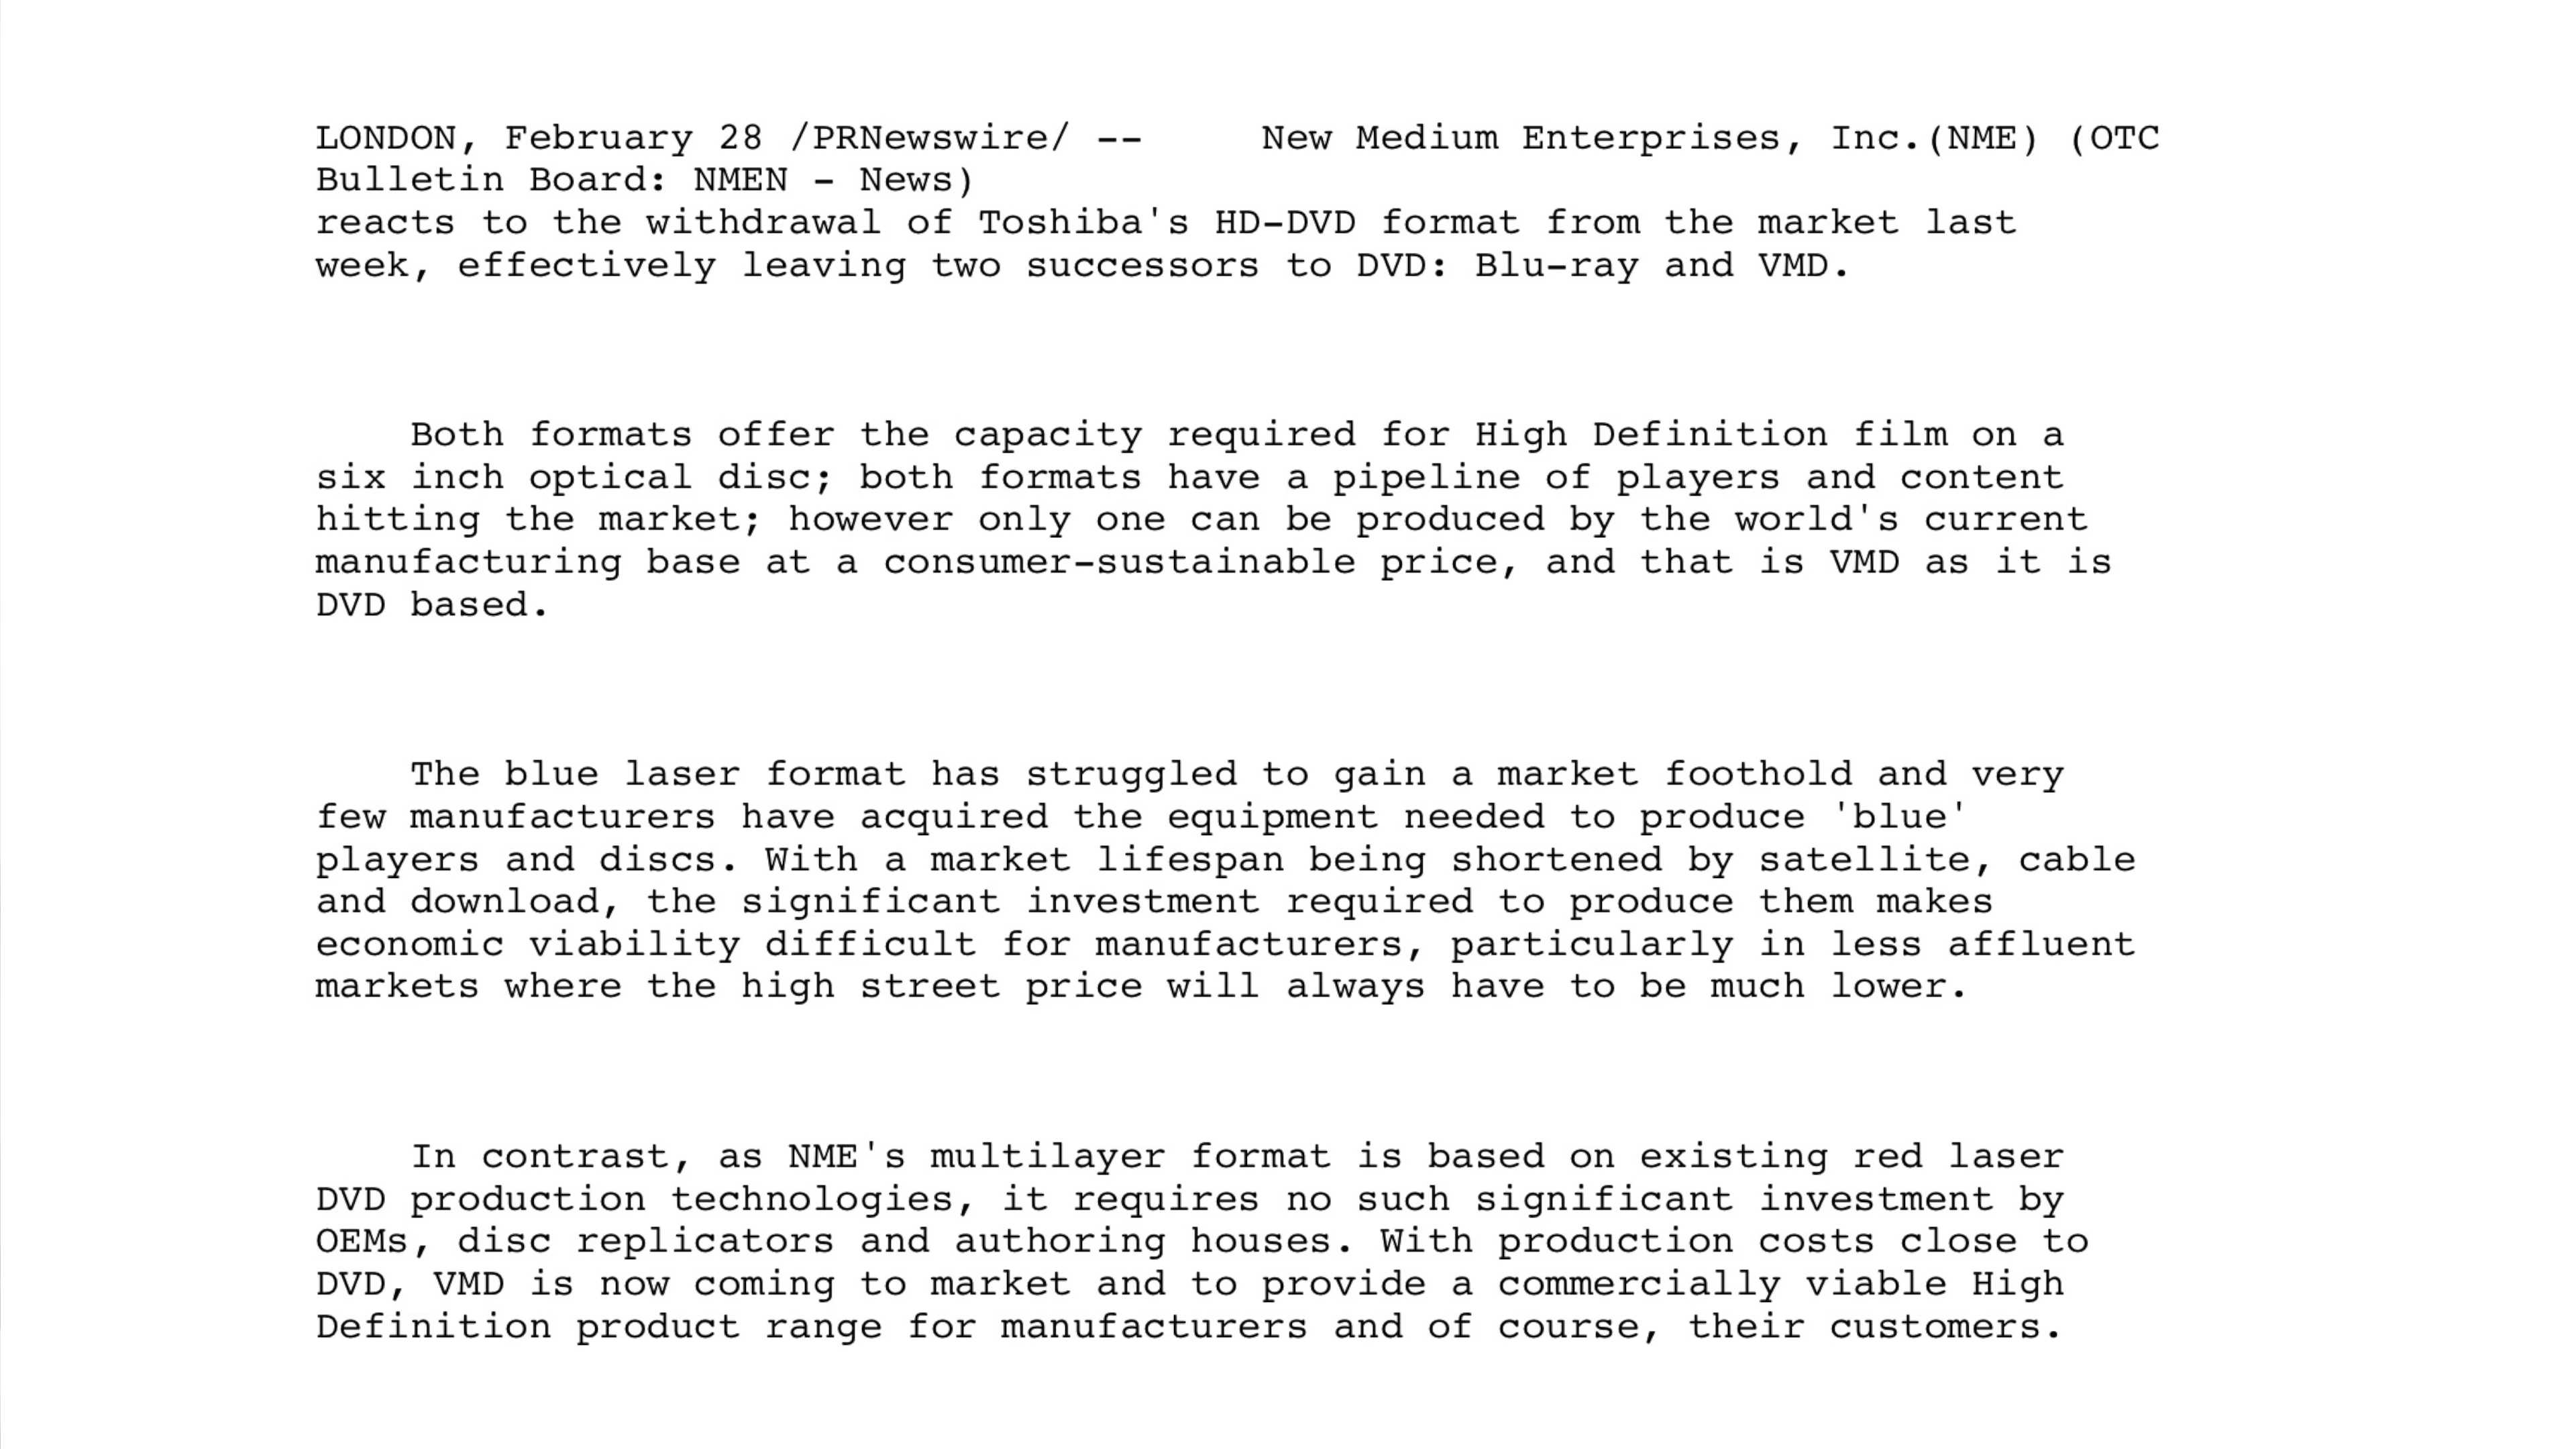 LONDON, February 28 /PRNewswire/ --     New Medium Enterprises, Inc.(NME) (OTC
Bulletin Board: NMEN - News)
reacts to the withdrawal of Toshiba's HD-DVD format from the market last
week, effectively leaving two successors to DVD: Blu-ray and VMD.
Both formats offer the capacity required for High Definition film on a
six inch optical disc; both formats have a pipeline of players and content
hitting the market; however only one can be produced by the world's current
manufacturing base at a consumer-sustainable price, and that is VMD as it is
DVD based.
The blue laser format has struggled to gain a market foothold and very
few manufacturers have acquired the equipment needed to produce 'blue'
players and discs. With a market lifespan being shortened by satellite, cable
and download, the significant investment required to produce them makes
economic viability difficult for manufacturers, particularly in less affluent
markets where the high street price will always have to be much lower.
In contrast, as NME's multilayer format is based on existing red laser
DVD production technologies, it requires no such significant investment by
OEMs, disc replicators and authoring houses. With production costs close to
DVD, VMD is now coming to market and to provide a commercially viable High
Definition product range for manufacturers and of course, their customers.